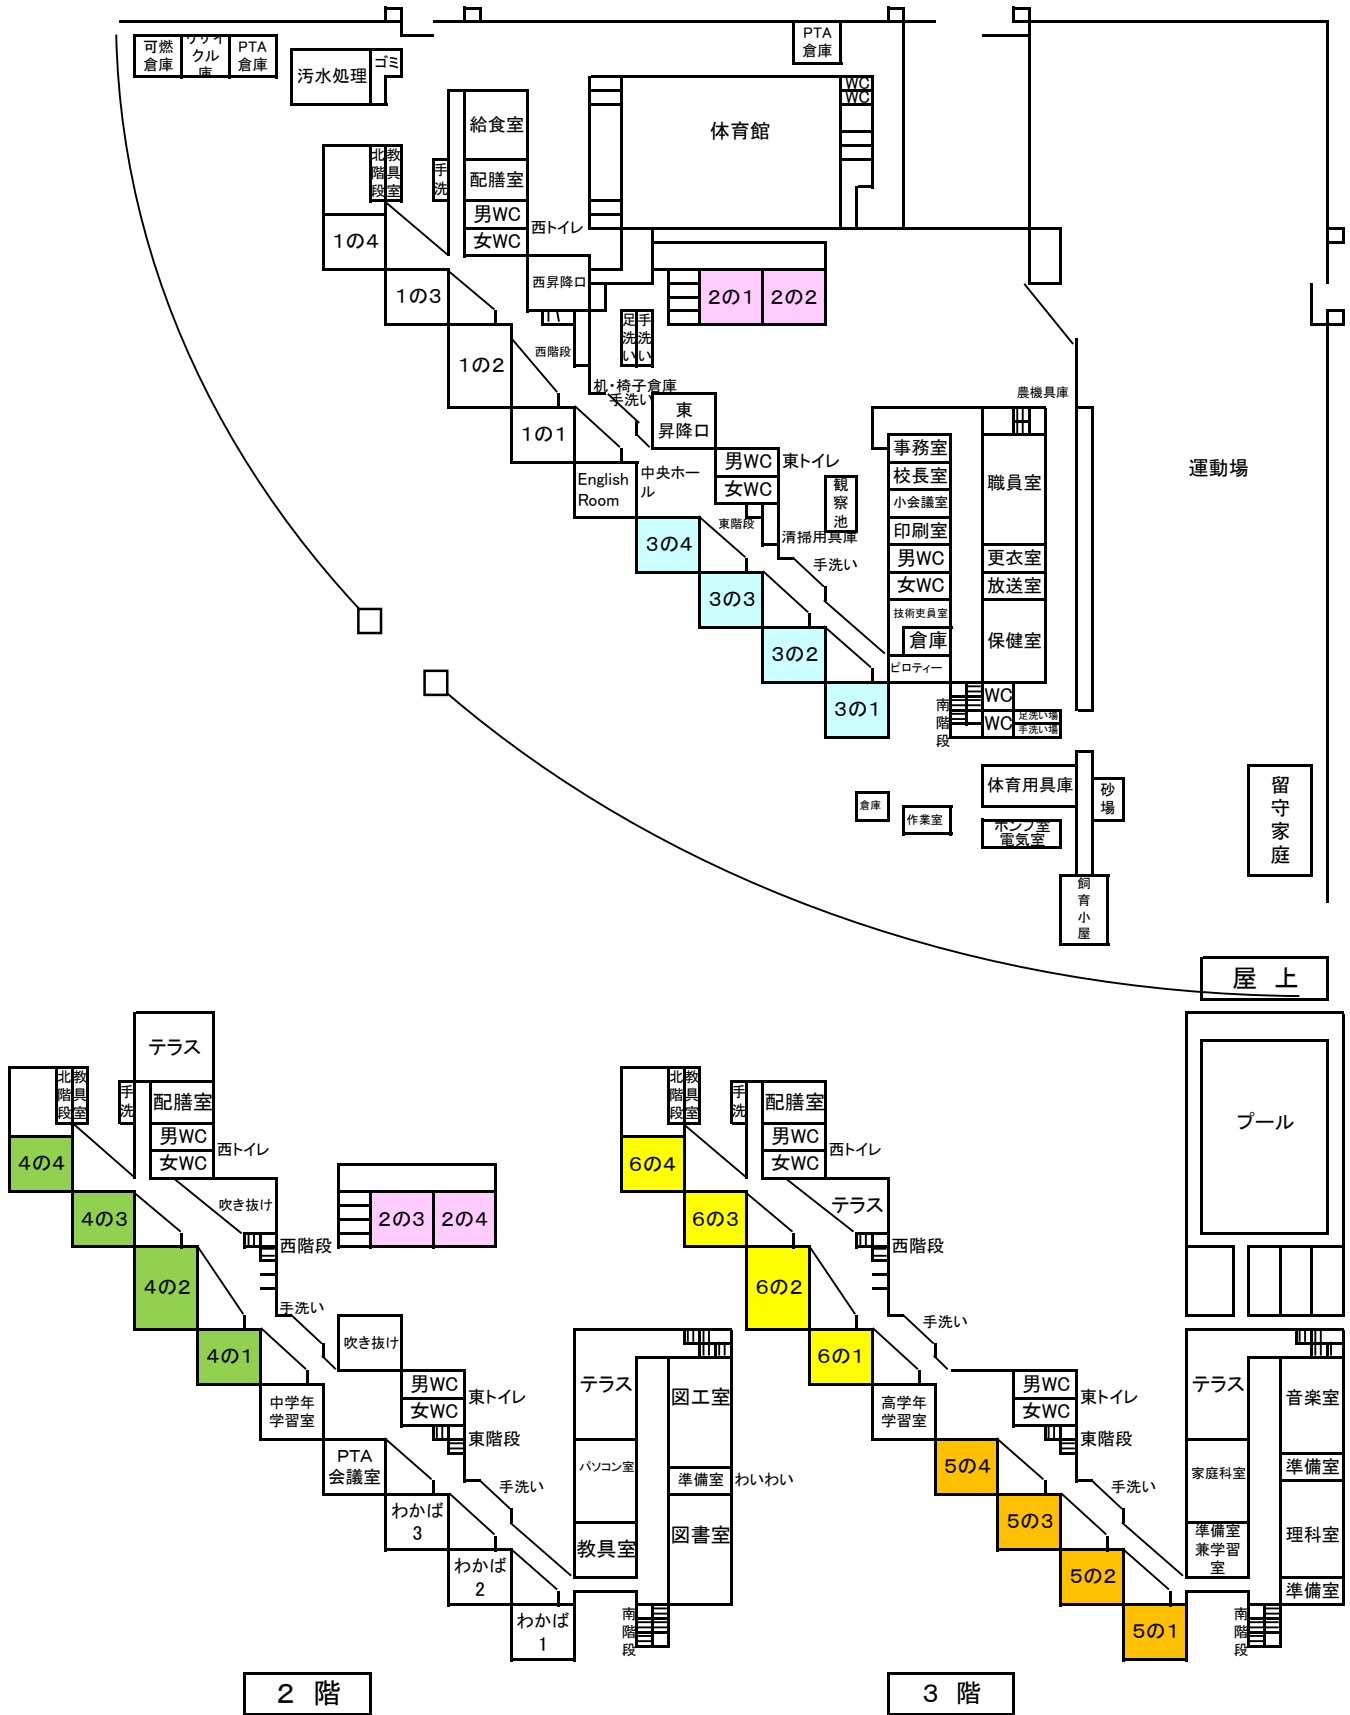 可燃
倉庫
リサイ
クル
庫
PTA
倉庫
汚水処理
ゴミ
PTA
倉庫
WC
WC
体育館
給食室
北階段
教具室
手洗
配膳室
男WC
女WC
西トイレ
1の4
西昇降口
1の3
2の1
2の2
足洗い
手洗い
西階段
1の2
机・椅子倉庫
手洗い
農機具庫
東
昇降口
1の1
事務室
男WC
東トイレ
校長室
職員室
運動場
English
Room
中央ホー
ル
女WC
観察池
小会議室
東階段
印刷室
清掃用具庫
3の4
男WC
更衣室
手洗い
女WC
放送室
3の3
技術吏員室
倉庫
保健室
3の2
ピロティー
3の1
南階段
WC
WC
足洗い場
手洗い場
体育用具庫
砂場
留守家庭
倉庫
作業室
ポンプ室
電気室
飼育小屋
屋 上
テラス
北階段
教具室
手洗
配膳室
男WC
女WC
西トイレ
4の4
吹き抜け
4の3
2の3
2の4
西階段
4の2
手洗い
吹き抜け
4の1
男WC
女WC
東トイレ
テラス
図工室
中学年
学習室
東階段
PTA
会議室
パソコン室
準備室
わいわい
手洗い
わかば
3
教具室
図書室
わかば
2
わかば
1
南階段
2 階
北階段
教具室
手洗
配膳室
男WC
女WC
西トイレ
6の4
テラス
6の3
西階段
6の2
手洗い
6の1
男WC
女WC
東トイレ
高学年
学習室
東階段
5の4
手洗い
5の3
5の2
5の1
プール
テラス
音楽室
家庭科室
準備室
準備室
兼学習
室
理科室
準備室
南階段
3 階